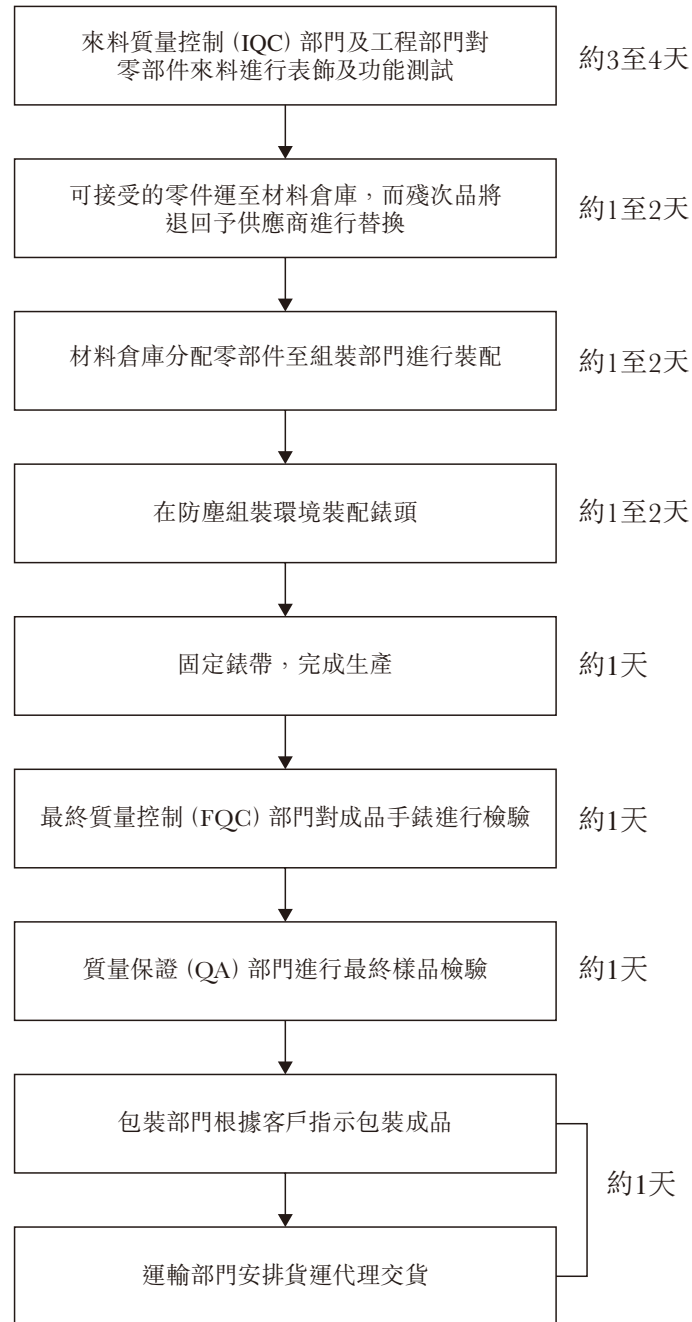 來料質量控制 (IQC) 部門及工程部門對
零部件來料進行表飾及功能測試
約3至4天
可接受的零件運至材料倉庫，而殘次品將
退回予供應商進行替換
約1至2天
材料倉庫分配零部件至組裝部門進行裝配
約1至2天
在防塵組裝環境裝配錶頭
約1至2天
固定錶帶，完成生產
約1天
最終質量控制 (FQC) 部門對成品手錶進行檢驗
約1天
質量保證 (QA) 部門進行最終樣品檢驗
約1天
包裝部門根據客戶指示包裝成品
約1天
運輸部門安排貨運代理交貨